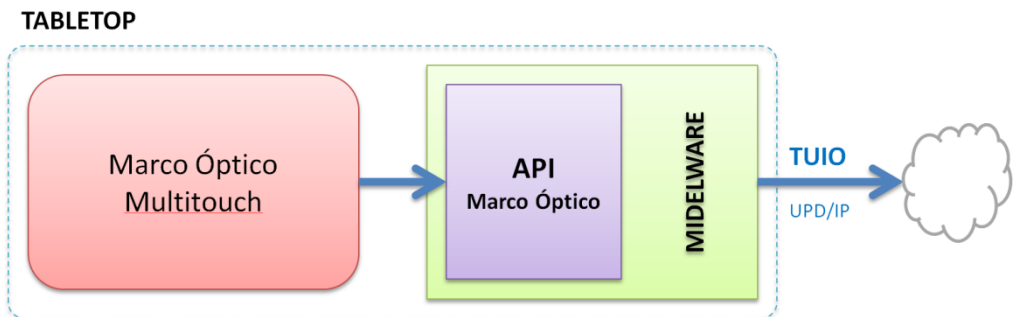 TABLETOP
Marco Óptico
Multitouch
API
Marco Óptico
MIDELWARE
TUIO
UPD/IP